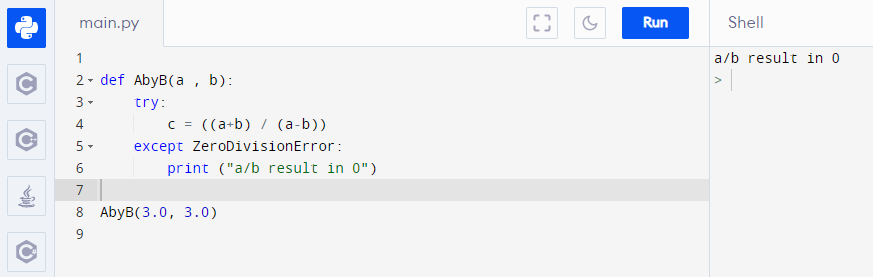 main.py
Run
Shell
1
2 def AbyB(a , b):
3     try:
4         c = ((a+b) / (a-b))
5     except ZeroDivisionError:
6         print ("a/b result in 0")
7
8 AbyB(3.0, 3.0)
9
a/b result in 0
>